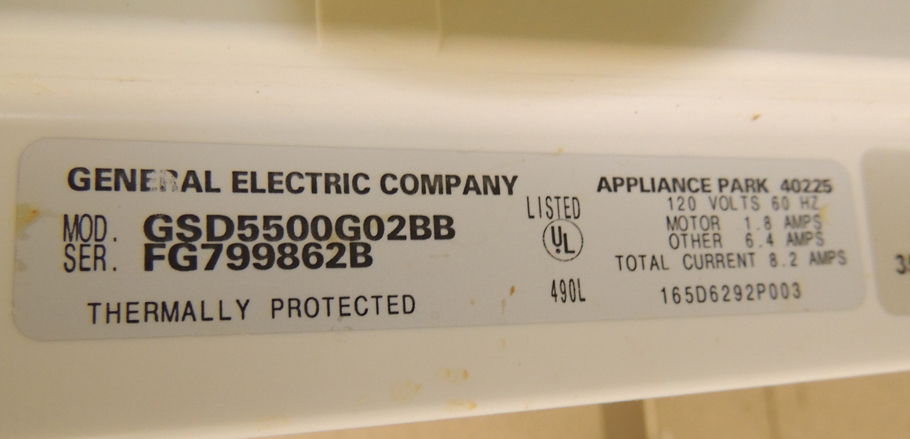 GENERAL ELECTRIC COMPANY
MOD. GSD5500G02BB
SER. FG799862B
THERMALLY PROTECTED
LISTED
UL
490L
APPLIANCE PARK 40225
120 VOLTS 60 HZ
MOTOR 1.8 AMPS
OTHER 6.4 AMPS
TOTAL CURRENT 8.2 AMPS
165D6292P003